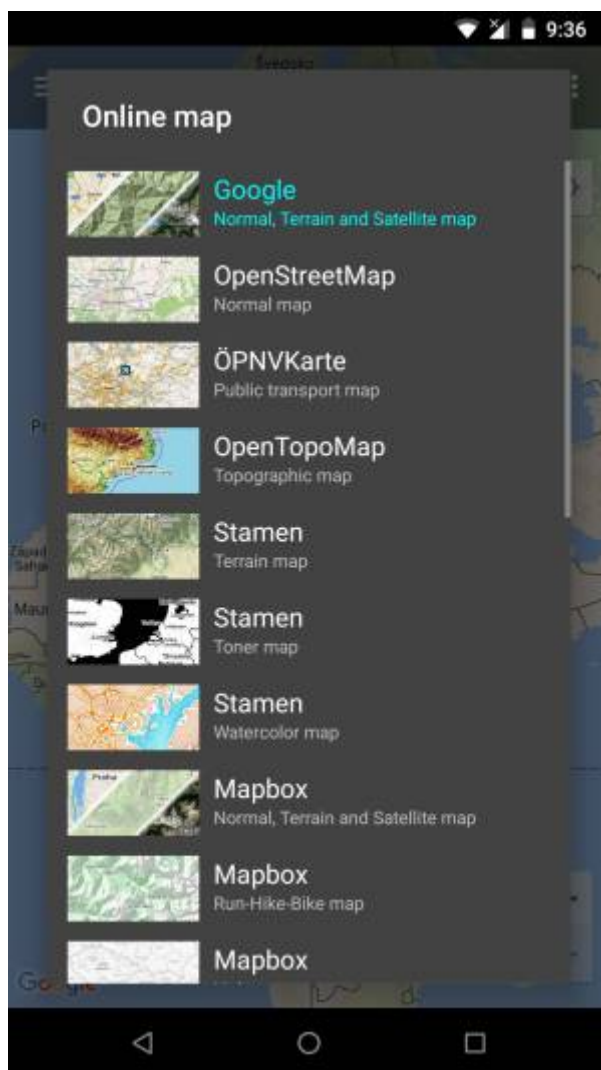 9:36
Švedsko
Online map
Google
Normal, Terrain and Satellite map
OpenStreetMap
Normal map
ÖPNVKarte
Public transport map
OpenTopoMap
Topographic map
Stamen
Terrain map
Stamen
Toner map
Stamen
Watercolor map
Praha
Mapbox
Normal, Terrain and Satellite map
Mapbox
Run-Hike-Bike map
Mapbox